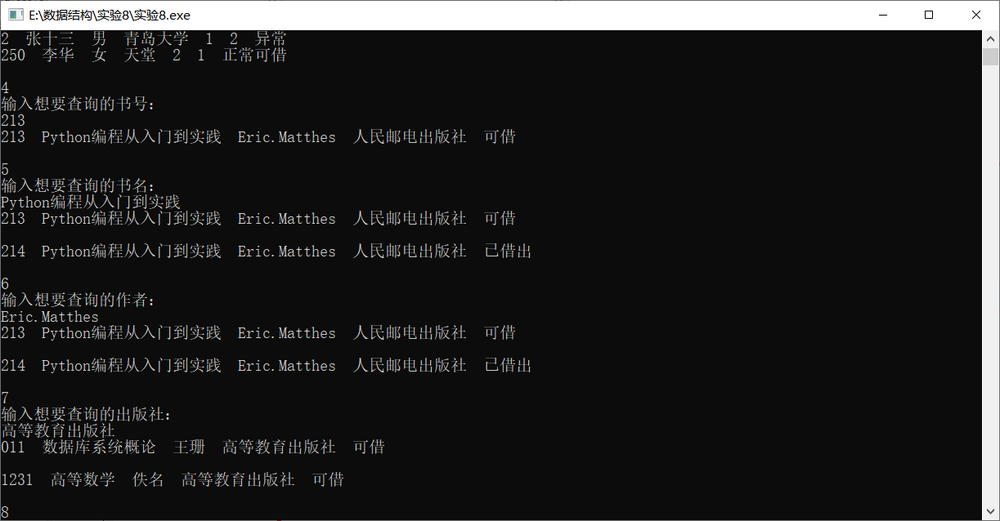 E:\数据结构\实验8\实验8.exe
2  张十三  男  青岛大学  1  2  异常
250  李华  女  天堂  2  1  正常可借
4
输入想要查询的书号：
213
213  Python编程从入门到实践  Eric.Matthes  人民邮电出版社  可借
5
输入想要查询的书名：
Python编程从入门到实践
213  Python编程从入门到实践  Eric.Matthes  人民邮电出版社  可借
214  Python编程从入门到实践  Eric.Matthes  人民邮电出版社  已借出
6
输入想要查询的作者：
Eric.Matthes
213  Python编程从入门到实践  Eric.Matthes  人民邮电出版社  可借
214  Python编程从入门到实践  Eric.Matthes  人民邮电出版社  已借出
7
输入想要查询的出版社：
高等教育出版社
011  数据库系统概论  王珊  高等教育出版社  可借
1231  高等数学  佚名  高等教育出版社  可借
8